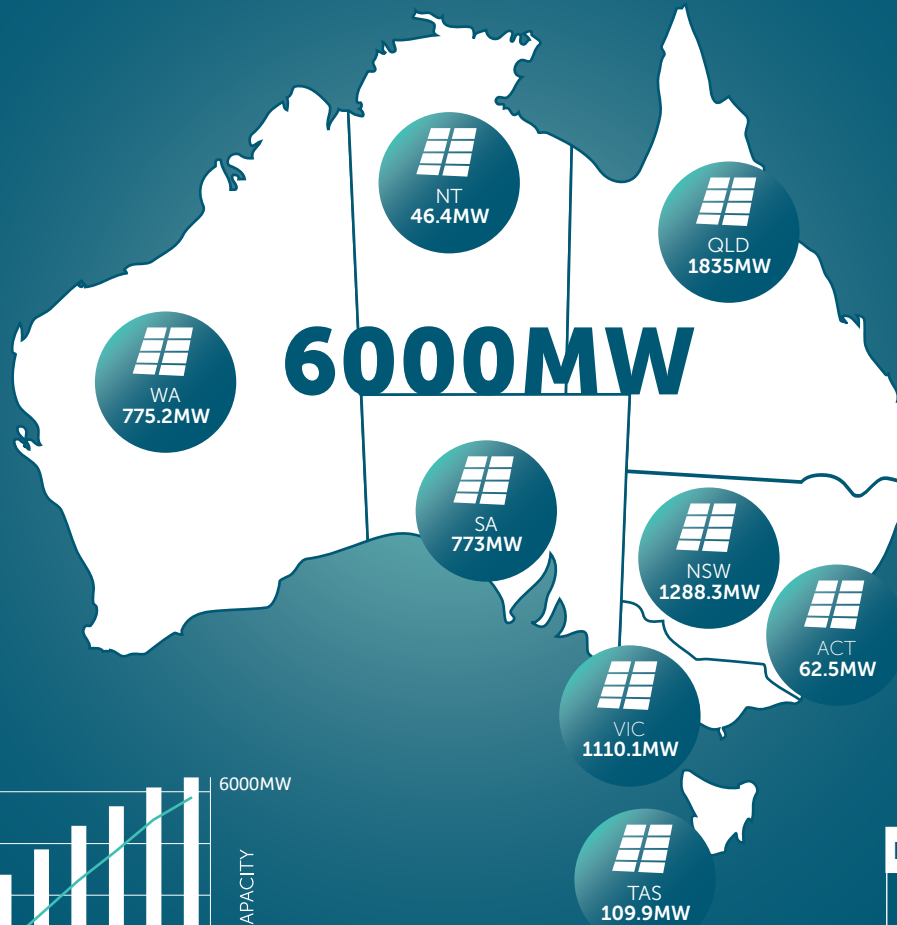 NT
46.4MW
QLD
1835MW
6000MW
WA
775.2MW
SA
773MW
NSW
1288.3MW
ACT
62.5MW
VIC
1110.1MW
6000MW
APACITY
TAS
109.9MW